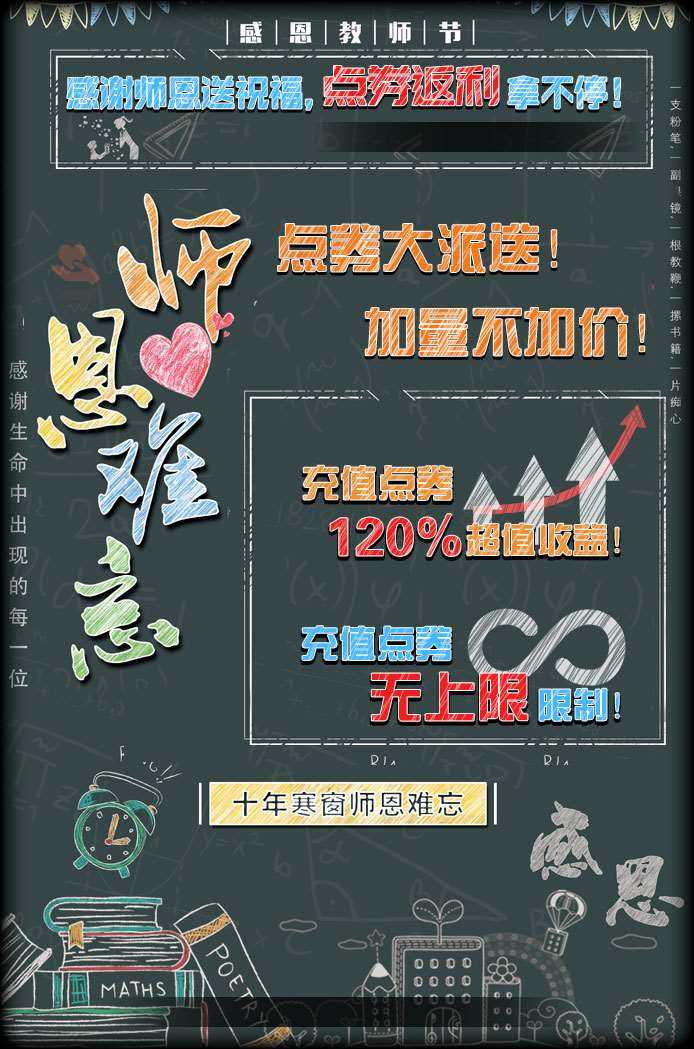 感恩教师节
感谢师恩送祝福,点券返利拿不停!
一支粉笔,一副 镜,一根教鞭,一摞书籍一片痴心
师恩难忘
点券大派送!
加量不加价!
感谢生命中出现的每一位
充值点券
120%超值收益!
充值点券
无上限限制!
十年寒窗师恩难忘
感恩
MATHS
POETRY